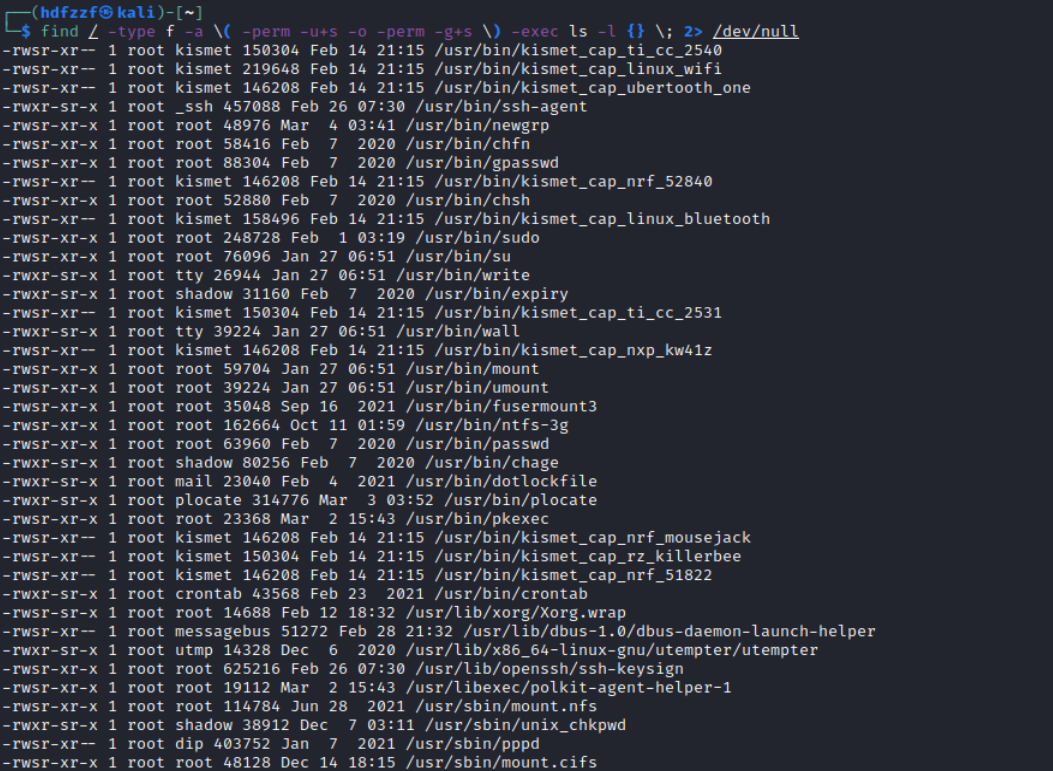 ┌──(hdfzzf㉿kali)-[~]
└─$ find / -type f -a \( -perm -u+s -o -perm -g+s \) -exec ls -l {} \; 2> /dev/null
-rwsr-xr-- 1 root kismet 150304 Feb 14 21:15 /usr/bin/kismet_cap_ti_cc_2540
-rwsr-xr-- 1 root kismet 219648 Feb 14 21:15 /usr/bin/kismet_cap_linux_wifi
-rwsr-xr-- 1 root kismet 146208 Feb 14 21:15 /usr/bin/kismet_cap_ubertooth_one
-rwxr-sr-x 1 root _ssh 457088 Feb 26 07:30 /usr/bin/ssh-agent
-rwsr-xr-x 1 root root 48976 Mar  4 03:41 /usr/bin/newgrp
-rwsr-xr-x 1 root root 58416 Feb  7  2020 /usr/bin/chfn
-rwsr-xr-x 1 root root 88304 Feb  7  2020 /usr/bin/gpasswd
-rwsr-xr-- 1 root kismet 146208 Feb 14 21:15 /usr/bin/kismet_cap_nrf_52840
-rwsr-xr-x 1 root root 52880 Feb  7  2020 /usr/bin/chsh
-rwsr-xr-- 1 root kismet 158496 Feb 14 21:15 /usr/bin/kismet_cap_linux_bluetooth
-rwsr-xr-x 1 root root 248728 Feb  1 03:19 /usr/bin/sudo
-rwsr-xr-x 1 root root 76096 Jan 27 06:51 /usr/bin/su
-rwxr-sr-x 1 root tty 26944 Jan 27 06:51 /usr/bin/write
-rwxr-sr-x 1 root shadow 31160 Feb  7  2020 /usr/bin/expiry
-rwsr-xr-- 1 root kismet 150304 Feb 14 21:15 /usr/bin/kismet_cap_ti_cc_2531
-rwxr-sr-x 1 root tty 39224 Jan 27 06:51 /usr/bin/wall
-rwsr-xr-- 1 root kismet 146208 Feb 14 21:15 /usr/bin/kismet_cap_nxp_kw41z
-rwsr-xr-x 1 root root 59704 Jan 27 06:51 /usr/bin/mount
-rwsr-xr-x 1 root root 39224 Jan 27 06:51 /usr/bin/umount
-rwsr-xr-x 1 root root 35048 Sep 16  2021 /usr/bin/fusermount3
-rwsr-xr-x 1 root root 162664 Oct 11 01:59 /usr/bin/ntfs-3g
-rwsr-xr-x 1 root root 63960 Feb  7  2020 /usr/bin/passwd
-rwxr-sr-x 1 root shadow 80256 Feb  7  2020 /usr/bin/chage
-rwxr-sr-x 1 root mail 23040 Feb  4  2021 /usr/bin/dotlockfile
-rwxr-sr-x 1 root plocate 314776 Mar  3 03:52 /usr/bin/plocate
-rwsr-xr-x 1 root root 23368 Mar  2 15:43 /usr/bin/pkexec
-rwsr-xr-- 1 root kismet 146208 Feb 14 21:15 /usr/bin/kismet_cap_nrf_mousejack
-rwsr-xr-- 1 root kismet 150304 Feb 14 21:15 /usr/bin/kismet_cap_rz_killerbee
-rwsr-xr-- 1 root kismet 146208 Feb 14 21:15 /usr/bin/kismet_cap_nrf_51822
-rwxr-sr-x 1 root crontab 43568 Feb 23  2021 /usr/bin/crontab
-rwsr-xr-x 1 root root 14688 Feb 12 18:32 /usr/lib/xorg/Xorg.wrap
-rwsr-xr-- 1 root messagebus 51272 Feb 28 21:32 /usr/lib/dbus-1.0/dbus-daemon-launch-helper
-rwxr-sr-x 1 root utmp 14328 Dec  6  2020 /usr/lib/x86_64-linux-gnu/utempter/utempter
-rwsr-xr-x 1 root root 625216 Feb 26 07:30 /usr/lib/openssh/ssh-keysign
-rwsr-xr-x 1 root root 19112 Mar  2 15:43 /usr/libexec/polkit-agent-helper-1
-rwsr-xr-x 1 root root 114784 Jun 28  2021 /usr/sbin/mount.nfs
-rwxr-sr-x 1 root shadow 38912 Dec  7 03:11 /usr/sbin/unix_chkpwd
-rwsr-xr-- 1 root dip 403752 Jan  7  2021 /usr/sbin/pppd
-rwsr-xr-x 1 root root 48128 Dec 14 18:15 /usr/sbin/mount.cifs